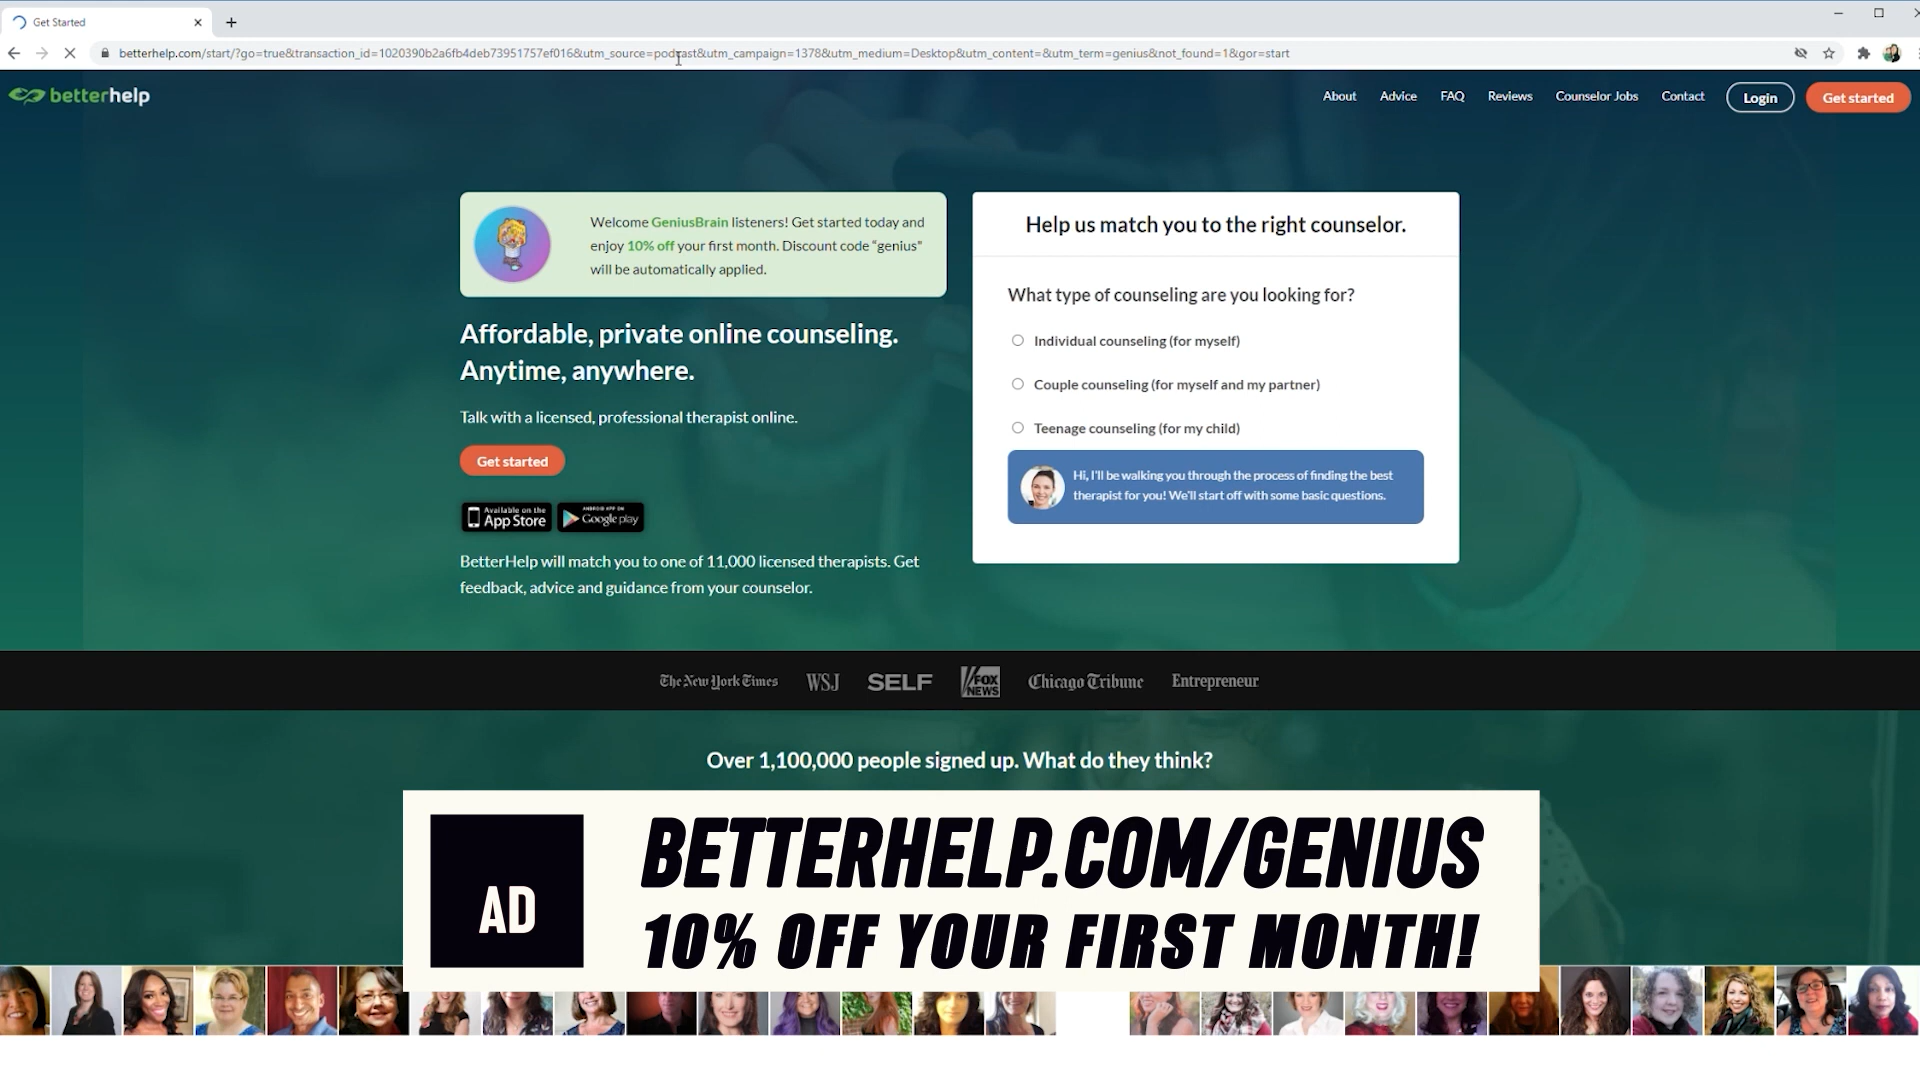 Get Started
betterhelp.com/start/?go=true&transaction_id=1020390b2a6fb4deb73951757ef016&utm_source=podcast&utm_campaign=1378&utm_medium=Desktop&utm_content=&utm_term=genius&not_found=1&gor=start
betterhelp
About Advice FAQ Reviews Counselor Jobs Contact Login Get started
Welcome GeniusBrain listeners! Get started today and
enjoy 10% off your first month. Discount code “genius”
will be automatically applied.
Affordable, private online counseling.
Anytime, anywhere.
Talk with a licensed, professional therapist online.
Get started
Available on the
App Store
ANDROID APP ON
Google play
BetterHelp will match you to one of 11,000 licensed therapists. Get
feedback, advice and guidance from your counselor.
Help us match you to the right counselor.
What type of counseling are you looking for?
Individual counseling (for myself)
Couple counseling (for myself and my partner)
Teenage counseling (for my child)
Hi, I'll be walking you through the process of finding the best
therapist for you! We'll start off with some basic questions.
The New York Times WSJ SELF FOX NEWS Chicago Tribune Entrepreneur
Over 1,100,000 people signed up. What do they think?
AD
BETTERHELP.COM/GENIUS
10% OFF YOUR FIRST MONTH!